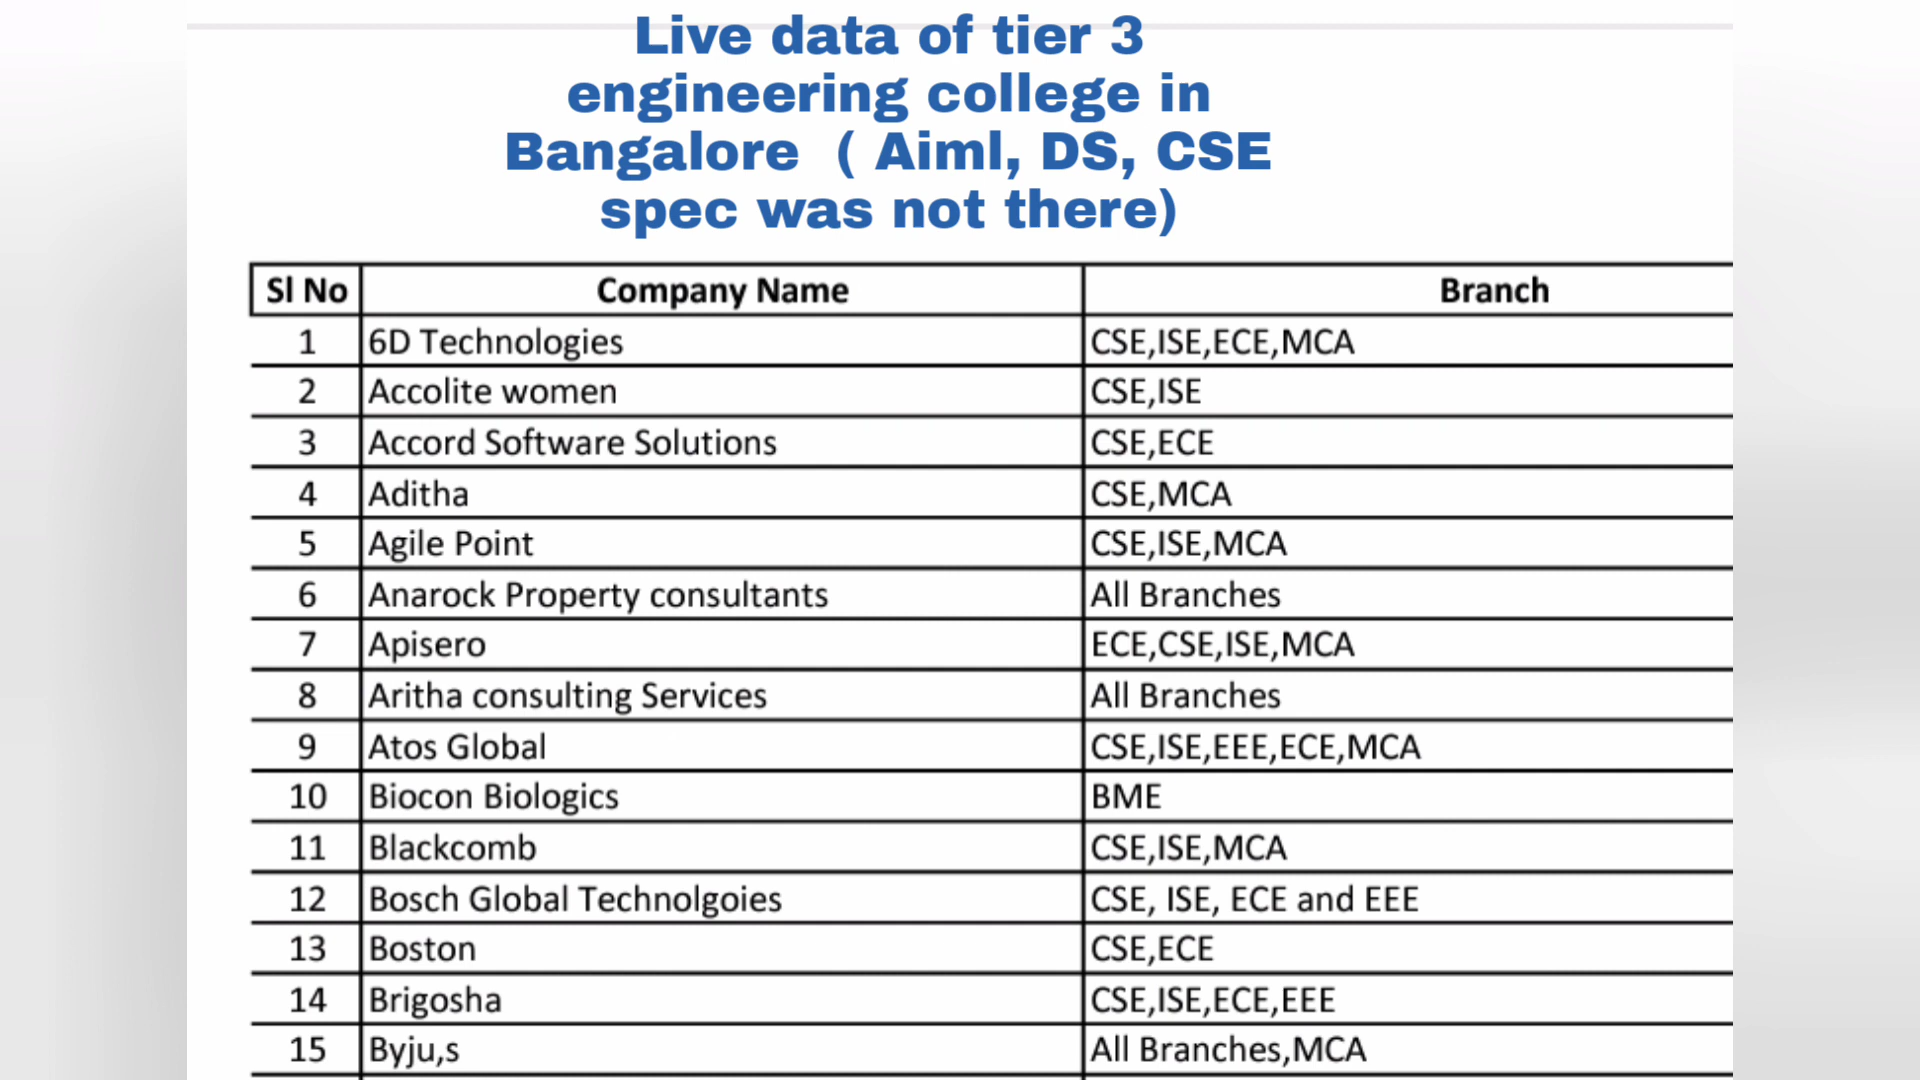 Live data of tier 3
engineering college in
Bangalore ( Aiml, DS, CSE
spec was not there)
Sl No Company Name Branch
1 6D Technologies CSE,ISE,ECE,MCA
2 Accolite women CSE,ISE
3 Accord Software Solutions CSE,ECE
4 Aditha CSE,MCA
5 Agile Point CSE,ISE,MCA
6 Anarock Property consultants All Branches
7 Apisero ECE,CSE,ISE,MCA
8 Aritha consulting Services All Branches
9 Atos Global CSE,ISE,EEE,ECE,MCA
10 Biocon Biologics BME
11 Blackcomb CSE,ISE,MCA
12 Bosch Global Technolgoies CSE, ISE, ECE and EEE
13 Boston CSE,ECE
14 Brigosha CSE,ISE,ECE,EEE
15 Byju,s All Branches,MCA